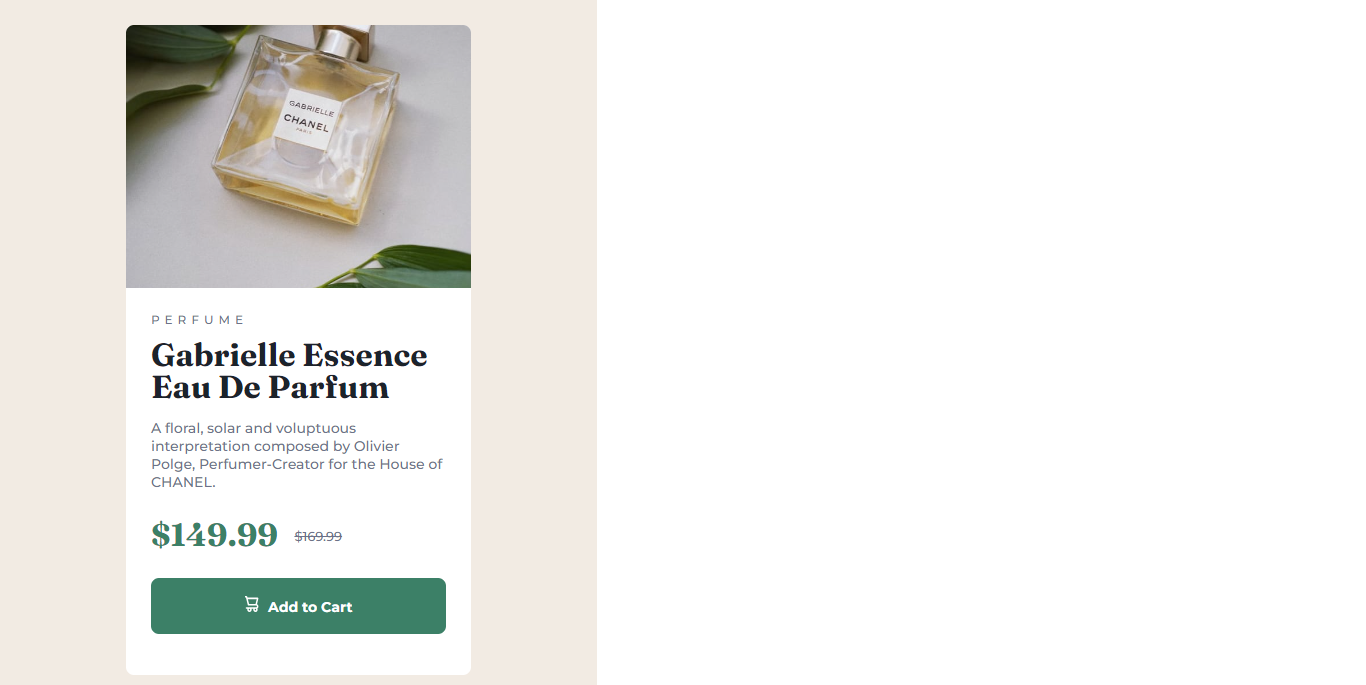 GABRIELLE
CHANEL
PARIS
PERFUME
Gabrielle Essence
Eau De Parfum
A floral, solar and voluptuous
interpretation composed by Olivier
Polge, Perfumer-Creator for the House of
CHANEL.
$149.99 $169.99
Add to Cart